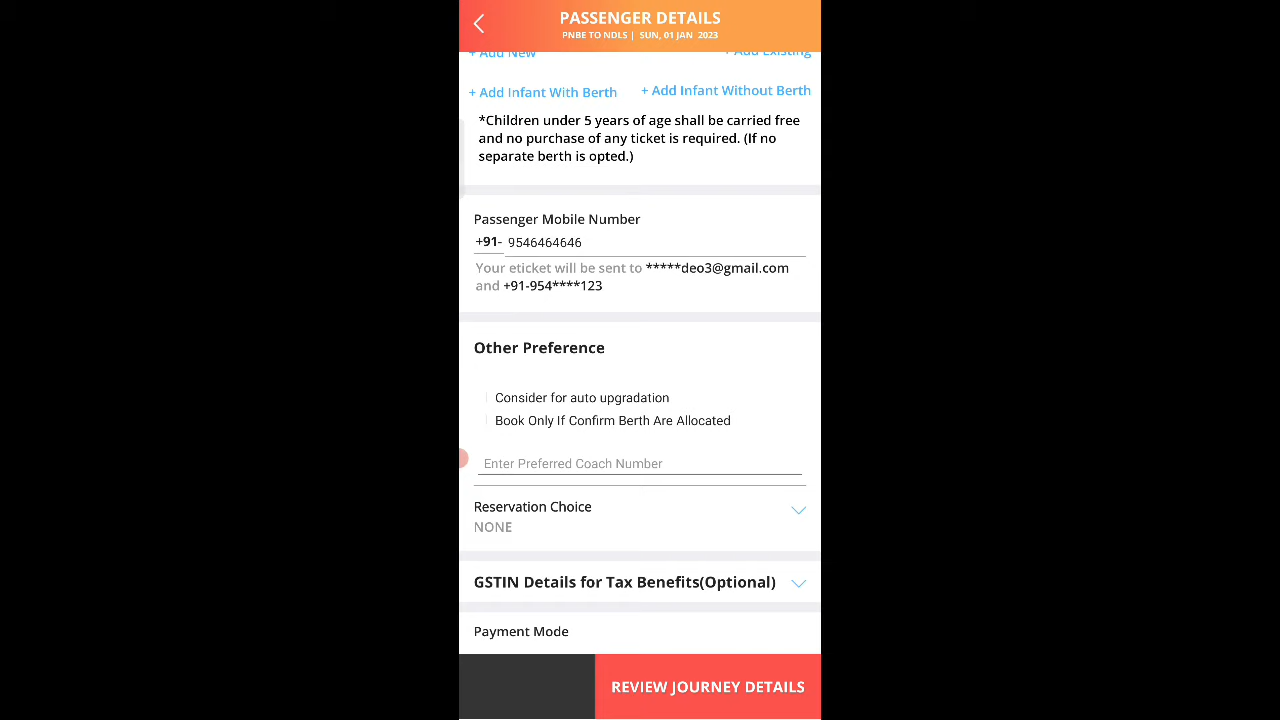 PASSENGER DETAILS
PNBE TO NDLS | SUN, 01 JAN 2023
+ Add New + Add Existing
+ Add Infant With Berth + Add Infant Without Berth
*Children under 5 years of age shall be carried free
and no purchase of any ticket is required. (If no
separate berth is opted.)
Passenger Mobile Number
+91- 9546464646
Your eticket will be sent to *****deo3@gmail.com
and +91-954****123
Other Preference
Consider for auto upgradation
Book Only If Confirm Berth Are Allocated
Enter Preferred Coach Number
Reservation Choice
NONE
GSTIN Details for Tax Benefits(Optional)
Payment Mode
REVIEW JOURNEY DETAILS